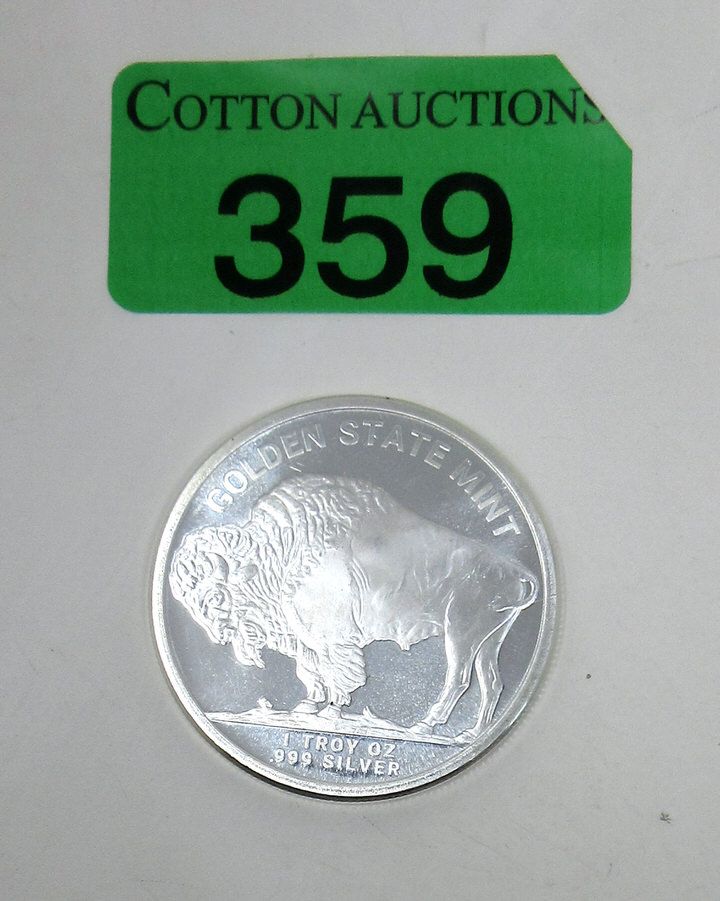 COTTON AUCTIONS
359
GOLDEN STATE MINT
1 TROY OZ
.999 SILVER